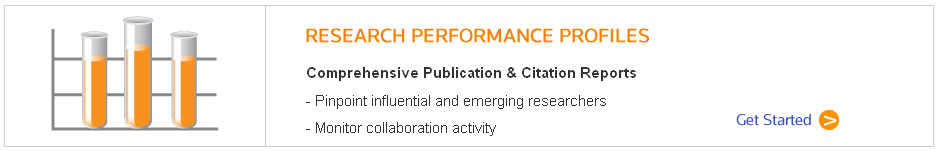 RESEARCH PERFORMANCE PROFILES
Comprehensive Publication & Citation Reports
- Pinpoint influential and emerging researchers
- Monitor collaboration activity
Get Started >